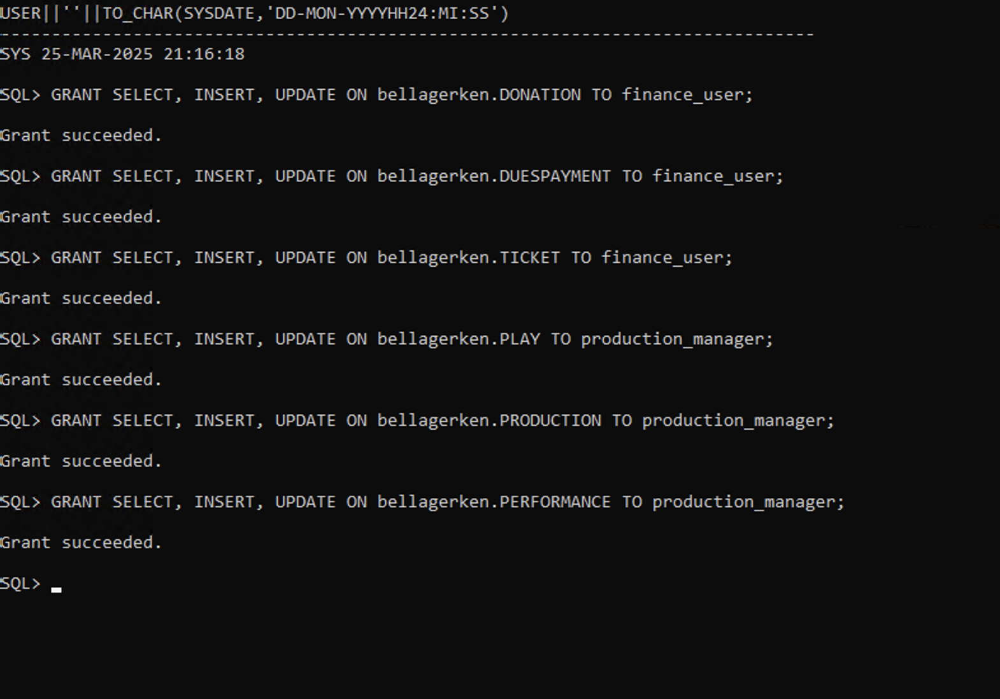 USER||''||TO_CHAR(SYSDATE,'DD-MON-YYYYHH24:MI:SS')
--------------------------------------------------------------------------------
SYS 25-MAR-2025 21:16:18
SQL> GRANT SELECT, INSERT, UPDATE ON bellagerken.DONATION TO finance_user;
Grant succeeded.
SQL> GRANT SELECT, INSERT, UPDATE ON bellagerken.DUESPAYMENT TO finance_user;
Grant succeeded.
SQL> GRANT SELECT, INSERT, UPDATE ON bellagerken.TICKET TO finance_user;
Grant succeeded.
SQL> GRANT SELECT, INSERT, UPDATE ON bellagerken.PLAY TO production_manager;
Grant succeeded.
SQL> GRANT SELECT, INSERT, UPDATE ON bellagerken.PRODUCTION TO production_manager;
Grant succeeded.
SQL> GRANT SELECT, INSERT, UPDATE ON bellagerken.PERFORMANCE TO production_manager;
Grant succeeded.
SQL> _